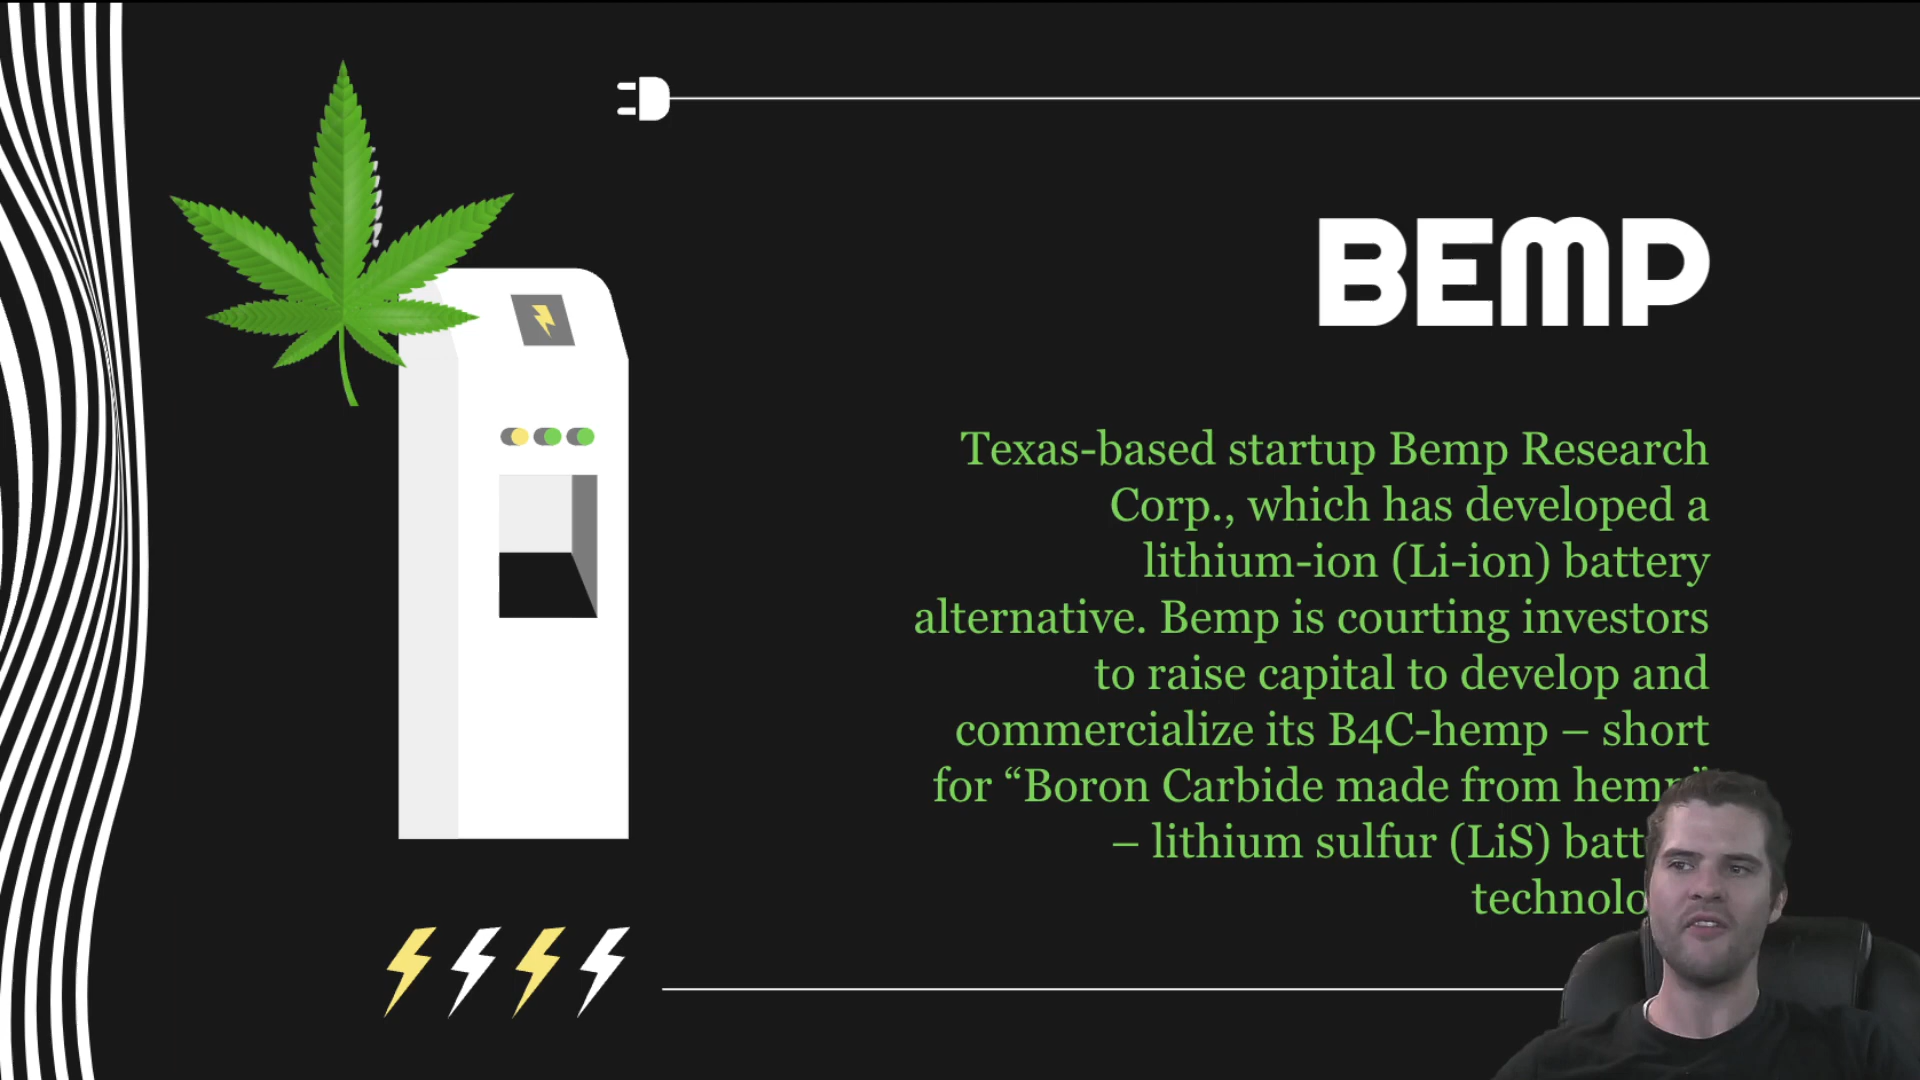 BEMP
Texas-based startup Bemp Research
Corp., which has developed a
lithium-ion (Li-ion) battery
alternative. Bemp is courting investors
to raise capital to develop and
commercialize its B4C-hemp – short
for “Boron Carbide made from hemp”
– lithium sulfur (LiS)